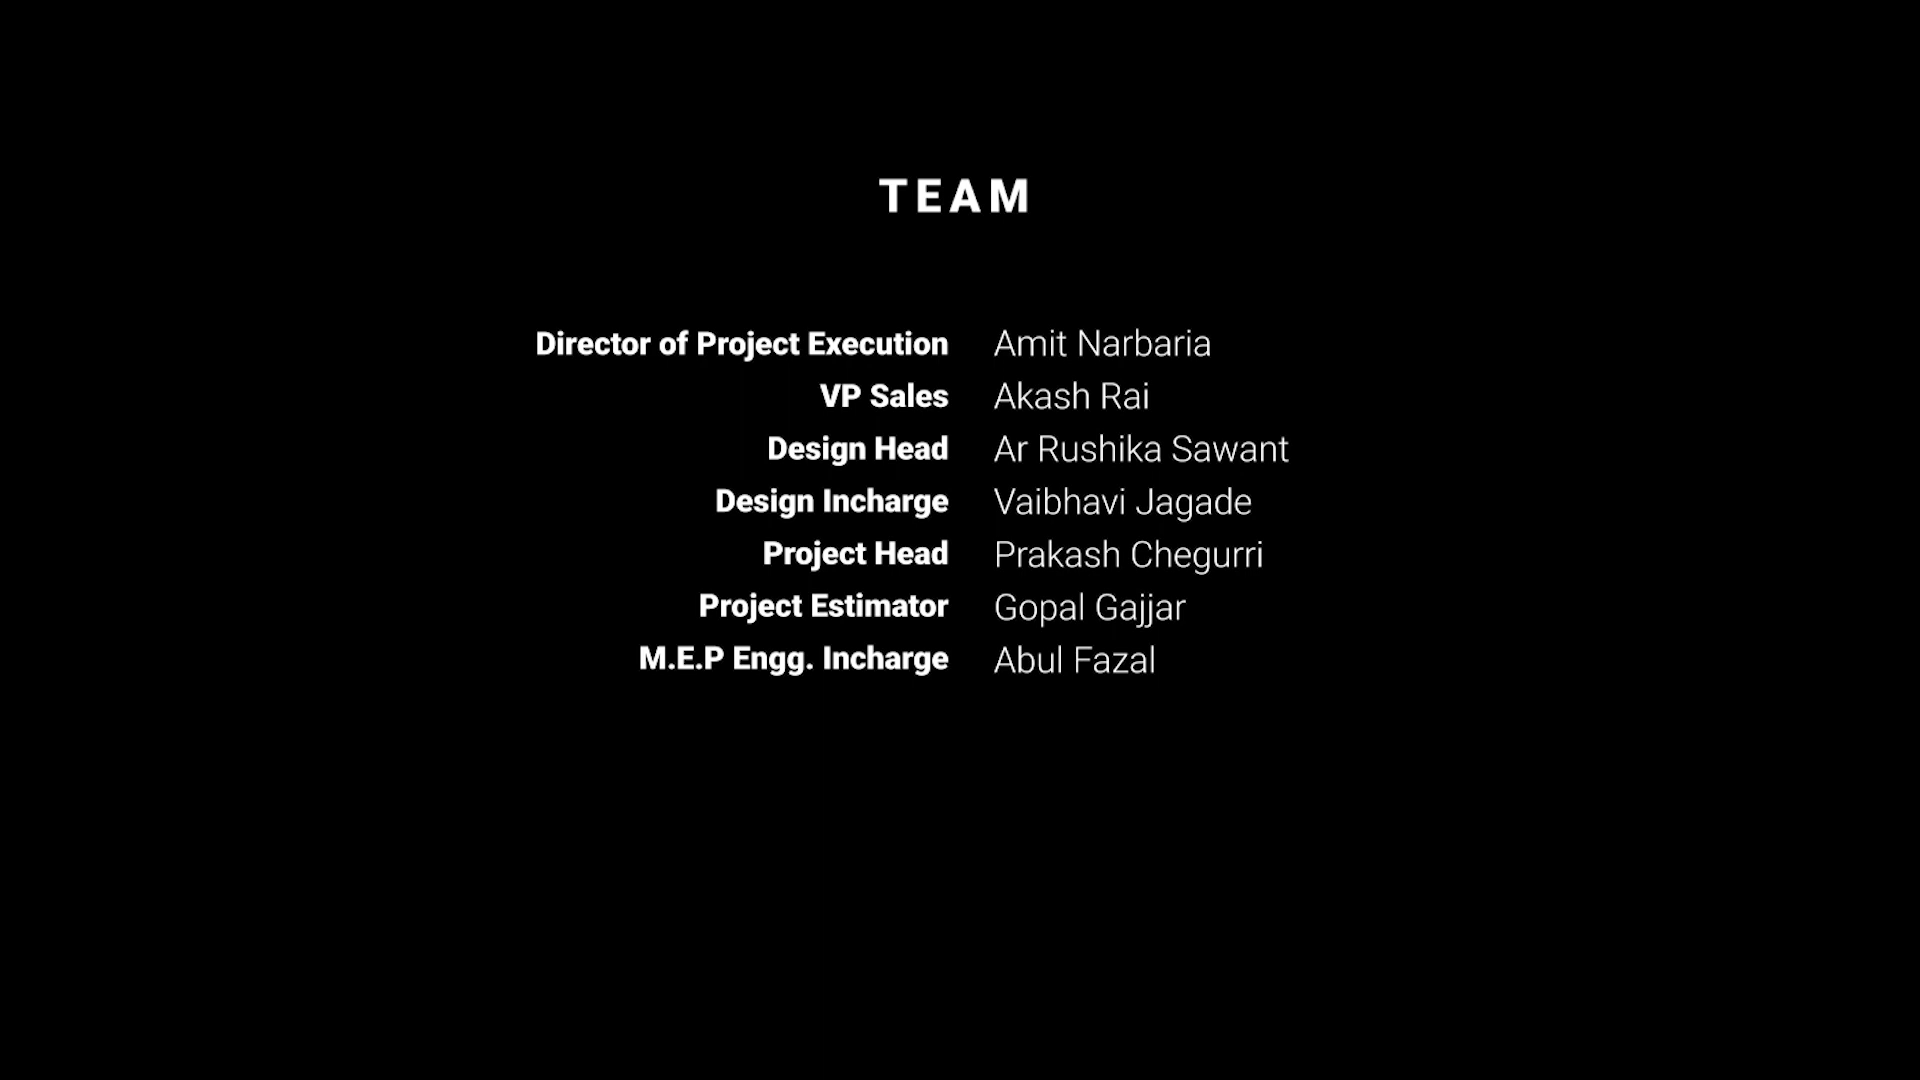 TEAM
Director of Project Execution Amit Narbaria
VP Sales Akash Rai
Design Head Ar Rushika Sawant
Design Incharge Vaibhavi Jagade
Project Head Prakash Chegurri
Project Estimator Gopal Gajjar
M.E.P Engg. Incharge Abul Fazal